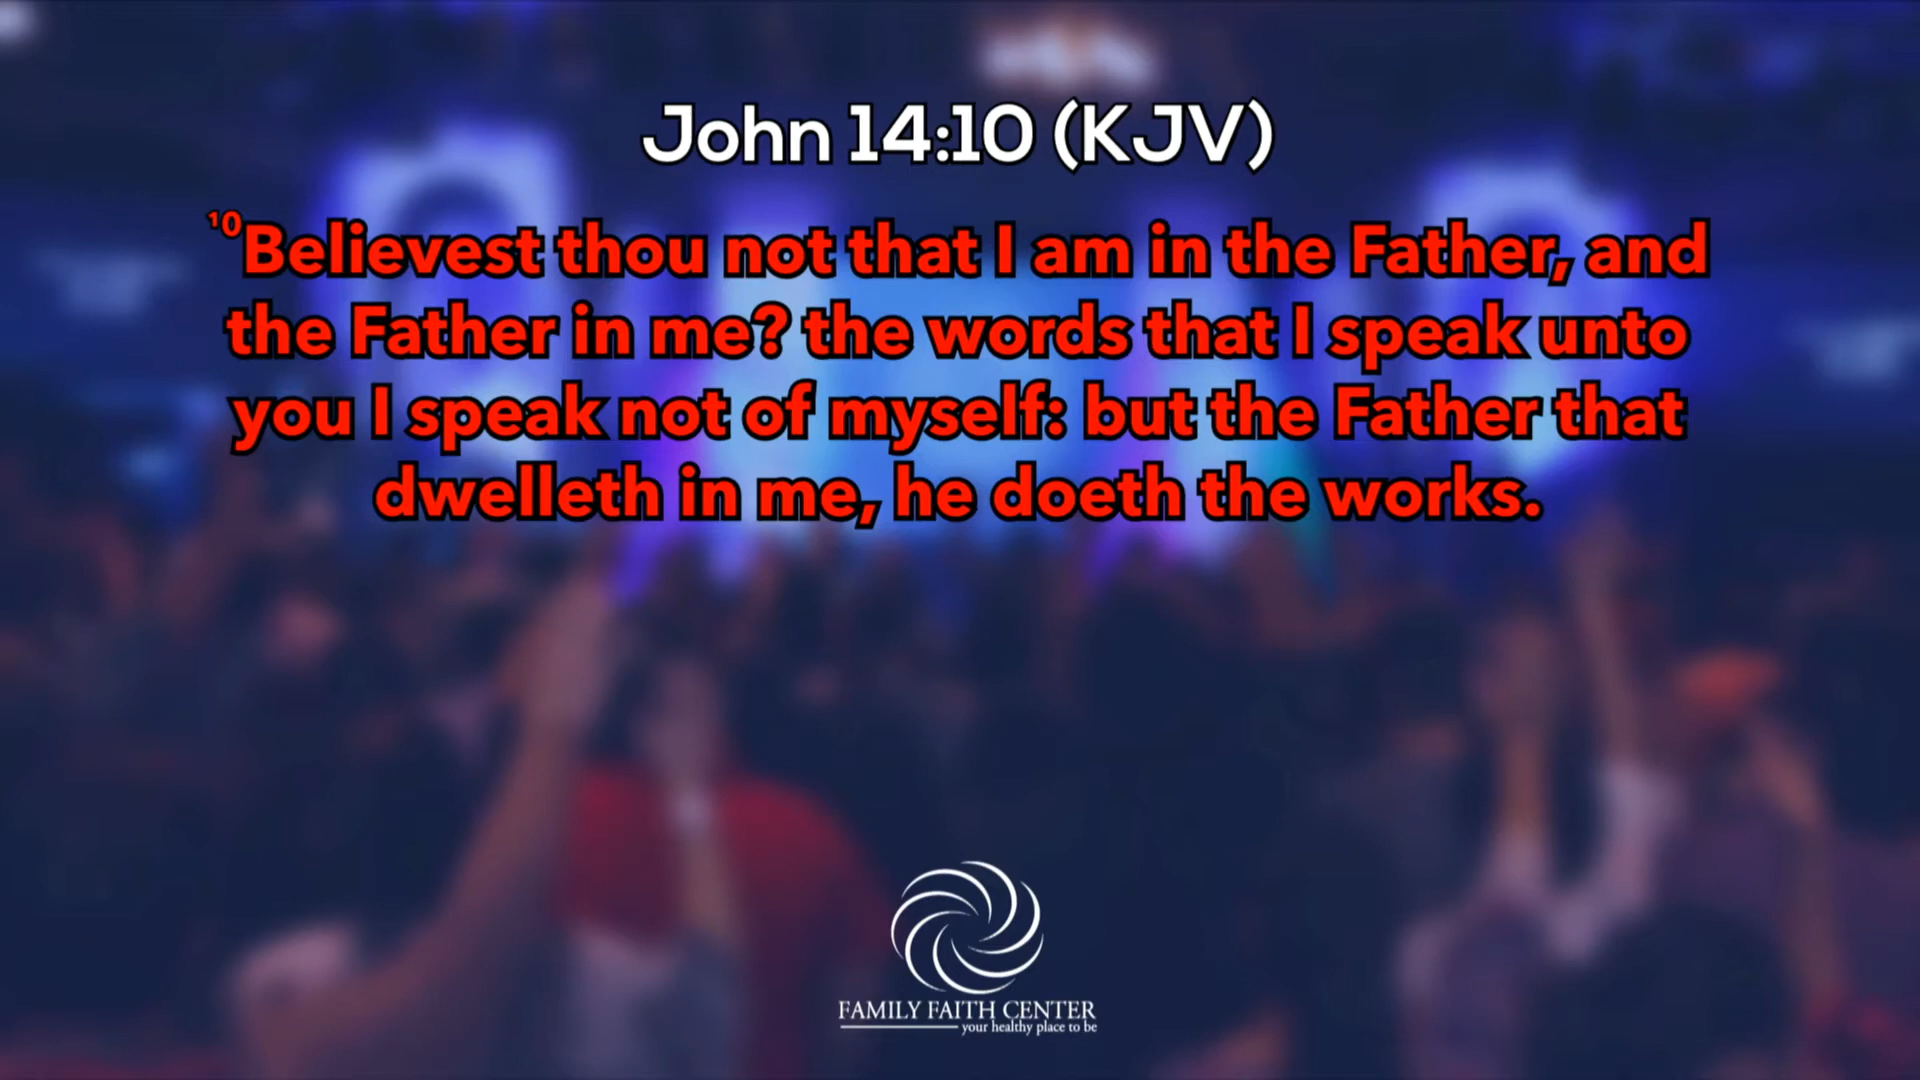 John 14:10 (KJV)
¹⁰Believest thou not that I am in the Father, and
the Father in me? the words that I speak unto
you I speak not of myself: but the Father that
dwelleth in me, he doeth the works.
FAMILY FAITH CENTER
your healthy place to be